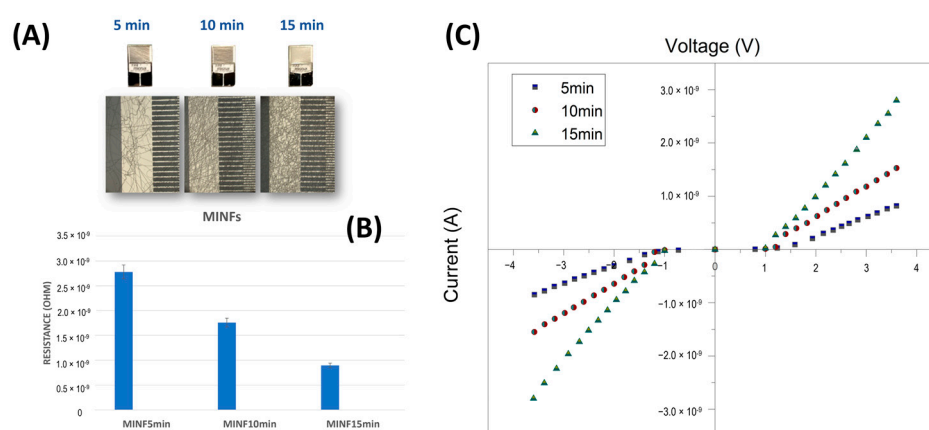 (A)
5 min 10 min 15 min
MINFs
(B)
RESISTANCE (OHM)
3.5 × 10⁻⁹
3.0 × 10⁻⁹
2.5 × 10⁻⁹
2.0 × 10⁻⁹
1.5 × 10⁻⁹
1.0 × 10⁻⁹
0.5 × 10⁻⁹
0
MINF5min MINF10min MINF15min
(C)
Voltage (V)
Current (A)
5min
10min
15min
3.0 × 10⁻⁹
2.0 × 10⁻⁹
1.0 × 10⁻⁹
0
−4 −3 −2 −1 0 1 2 3 4
−1.0 × 10⁻⁹
−2.0 × 10⁻⁹
−3.0 × 10⁻⁹